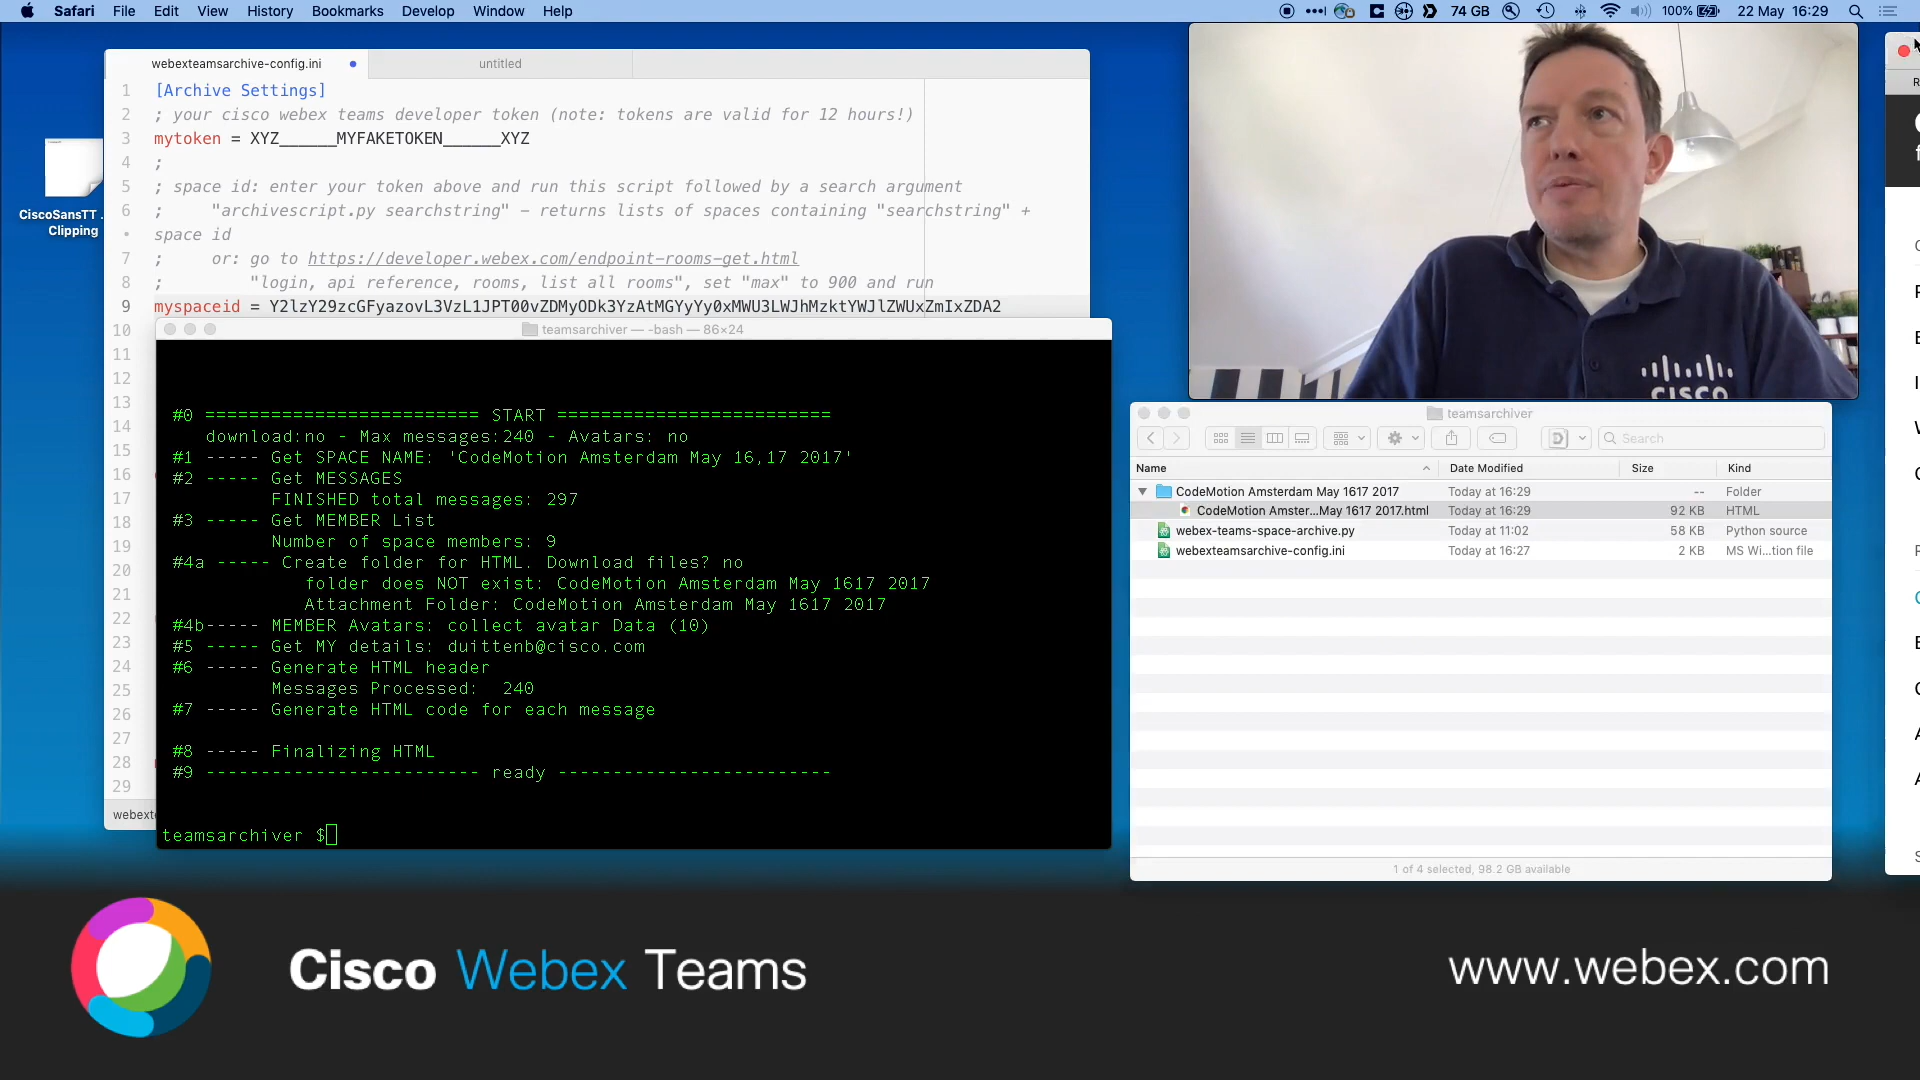 Safari File Edit View History Bookmarks Develop Window Help
74 GB 100% 22 May 16:29
webexteamsarchive-config.ini
untitled
1 [Archive Settings]
2 ; your cisco webex teams developer token (note: tokens are valid for 12 hours!)
3 mytoken = XYZ______MYFAKETOKEN______XYZ
4 ;
5 ; space id: enter your token above and run this script followed by a search argument
6 ; "archivescript.py searchstring" - returns lists of spaces containing "searchstring" +
space id
7 ; or: go to https://developer.webex.com/endpoint-rooms-get.html
8 ; "login, api reference, rooms, list all rooms", set "max" to 900 and run
9 myspaceid = Y2lzY29zcGFyazovL3VzL1JPT00vZDMyODk3YzAtMGYyYy0xMWU3LWJhMzktYWJlZWUxZmIxZDA2
10
11
12
13
14
15
16
17
18
19
20
21
22
23
24
25
26
27
28
29
webexte
CiscoSansTT ...
Clipping
teamsarchiver — -bash — 86×24
#0 ========================= START =========================
download:no - Max messages:240 - Avatars: no
#1 ----- Get SPACE NAME: 'CodeMotion Amsterdam May 16,17 2017'
#2 ----- Get MESSAGES
FINISHED total messages: 297
#3 ----- Get MEMBER List
Number of space members: 9
#4a ----- Create folder for HTML. Download files? no
folder does NOT exist: CodeMotion Amsterdam May 1617 2017
Attachment Folder: CodeMotion Amsterdam May 1617 2017
#4b----- MEMBER Avatars: collect avatar Data (10)
#5 ----- Get MY details: duittenb@cisco.com
#6 ----- Generate HTML header
Messages Processed: 240
#7 ----- Generate HTML code for each message
#8 ----- Finalizing HTML
#9 ------------------------- ready -------------------------
teamsarchiver $
cisco
teamsarchiver
Search
Name Date Modified Size Kind
CodeMotion Amsterdam May 1617 2017 Today at 16:29 -- Folder
CodeMotion Amster...May 1617 2017.html Today at 16:29 92 KB HTML
webex-teams-space-archive.py Today at 11:02 58 KB Python source
webexteamsarchive-config.ini Today at 16:27 2 KB MS Wi...tion file
1 of 4 selected, 98.2 GB available
Cisco Webex Teams
www.webex.com